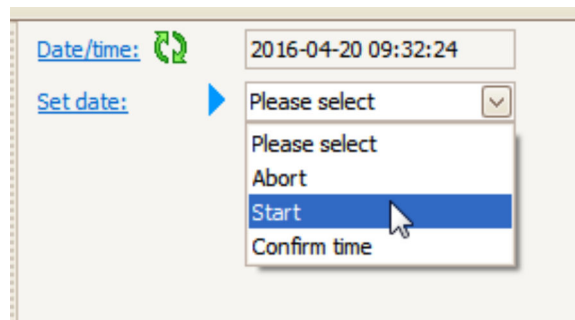 Date/time: 2016-04-20 09:32:24
Set date: Please select
Please select
Abort
Start
Confirm time